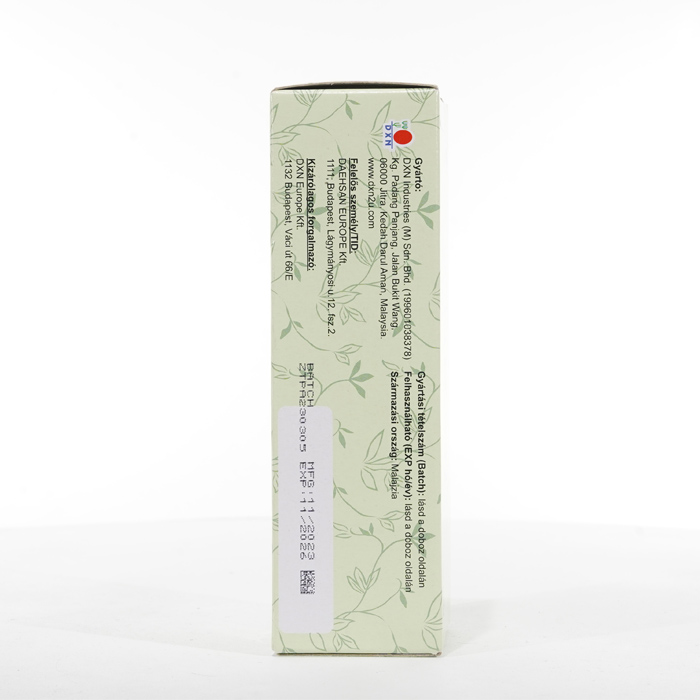 DXN
Gyártó:
DXN Industries (M) Sdn. Bhd. (199601038378)
Kg. Padang Panjang, Jalan Bukit Wang,
06000 Jitra, Kedah Darul Aman, Malaysia.
www.dxn2u.com
Felelős személy/TID:
DAEHSAN EUROPE Kft.
1111; Budapest, Lágymányosi u 12. fsz.2.
Kizárólagos forgalmazó:
DXN Europe Kft.
1132 Budapest, Váci út 66/E
Gyártási tételszám (Batch): lásd a doboz oldalán
Felhasználható (EXP hó/év): lásd a doboz oldalán
Származási ország: Malajzia
BATCH MFG:11/2023
ZTPA230305 EXP:11/2026